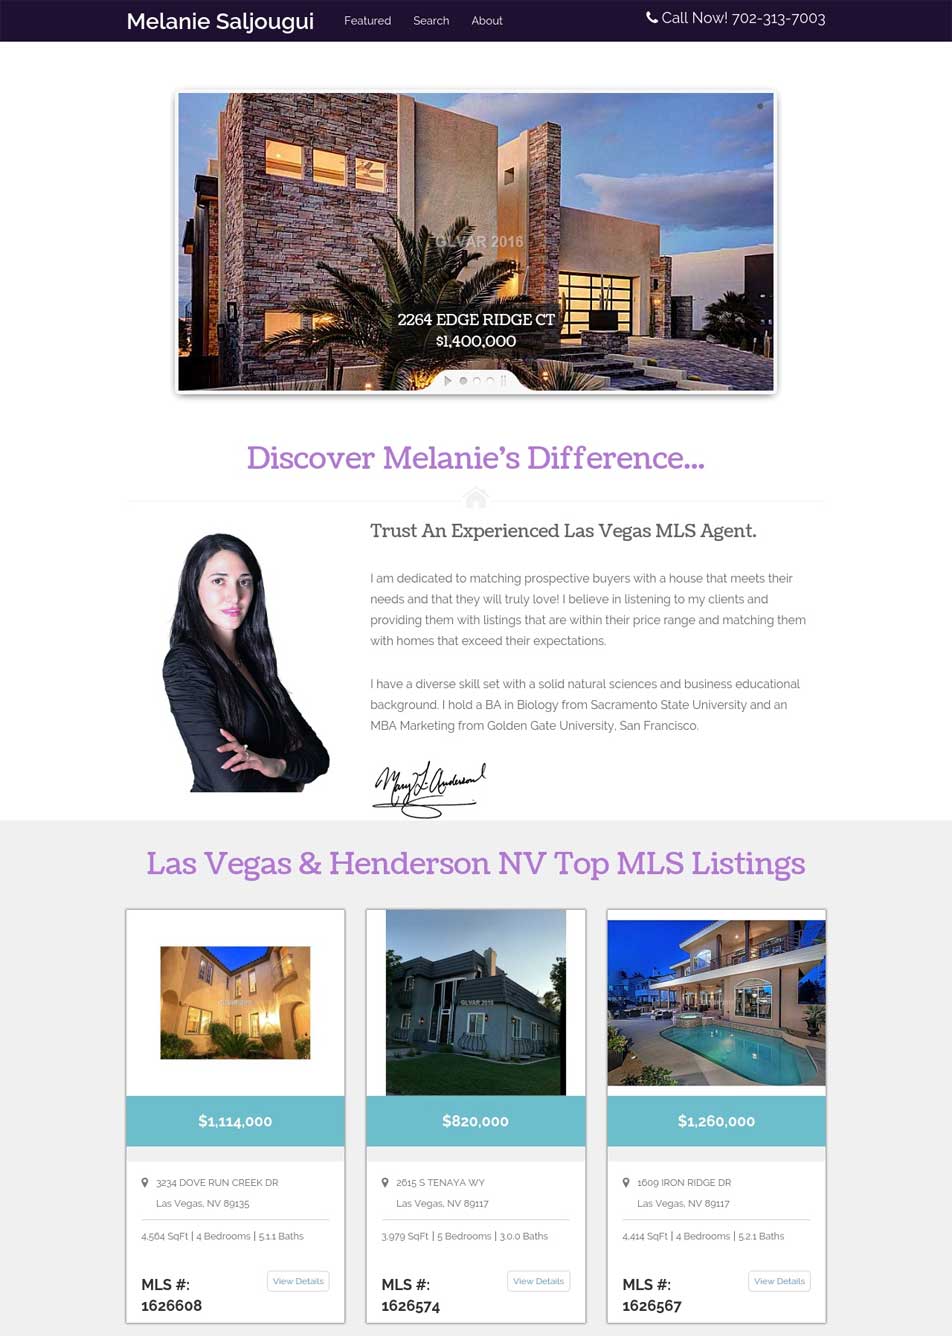 Melanie Saljougui
Featured
Search
About
Call Now! 702-313-7003
GLVAR 2016
2264 EDGE RIDGE CT
$1,400,000
Discover Melanie's Difference...
Trust An Experienced Las Vegas MLS Agent.
I am dedicated to matching prospective buyers with a house that meets their
needs and that they will truly love! I believe in listening to my clients and
providing them with listings that are within their price range and matching them
with homes that exceed their expectations.
I have a diverse skill set with a solid natural sciences and business educational
background. I hold a BA in Biology from Sacramento State University and an
MBA Marketing from Golden Gate University, San Francisco.
Mary L. Anderson
Las Vegas & Henderson NV Top MLS Listings
GLVAR 2016
$1,114,000
3234 DOVE RUN CREEK DR
Las Vegas, NV 89135
4,564 SqFt | 4 Bedrooms | 5.1.1 Baths
MLS #:
1626608
View Details
GLVAR 2016
$820,000
2615 S TENAYA WY
Las Vegas, NV 89117
3,979 SqFt | 5 Bedrooms | 3.0.0 Baths
MLS #:
1626574
View Details
$1,260,000
1609 IRON RIDGE DR
Las Vegas, NV 89117
4,414 SqFt | 4 Bedrooms | 5.2.1 Baths
MLS #:
1626567
View Details